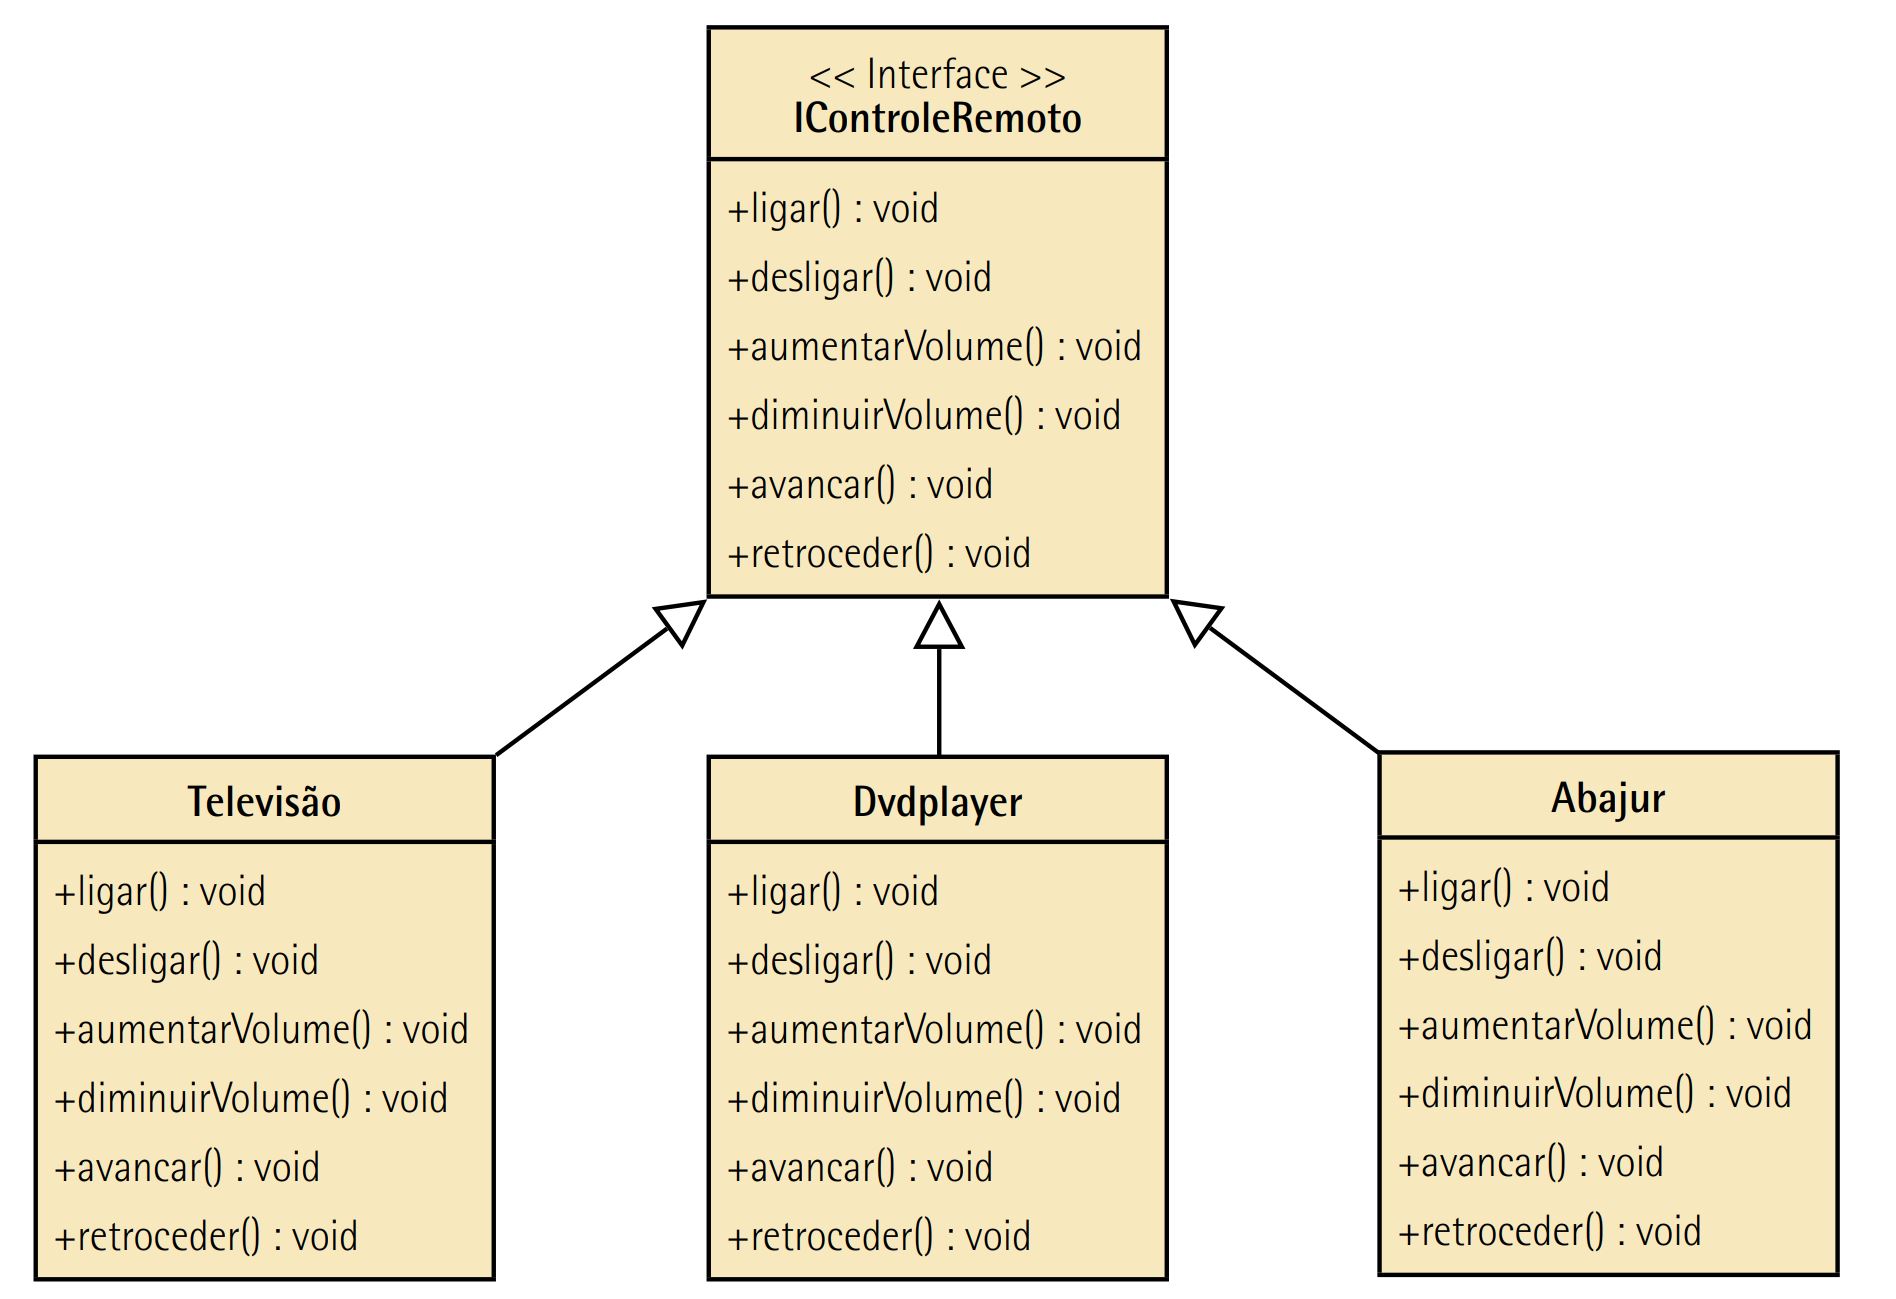 << Interface >>
IControleRemoto
+ligar() : void
+desligar() : void
+aumentarVolume() : void
+diminuirVolume() : void
+avancar() : void
+retroceder() : void
Televisão
+ligar() : void
+desligar() : void
+aumentarVolume() : void
+diminuirVolume() : void
+avancar() : void
+retroceder() : void
Dvdplayer
+ligar() : void
+desligar() : void
+aumentarVolume() : void
+diminuirVolume() : void
+avancar() : void
+retroceder() : void
Abajur
+ligar() : void
+desligar() : void
+aumentarVolume() : void
+diminuirVolume() : void
+avancar() : void
+retroceder() : void